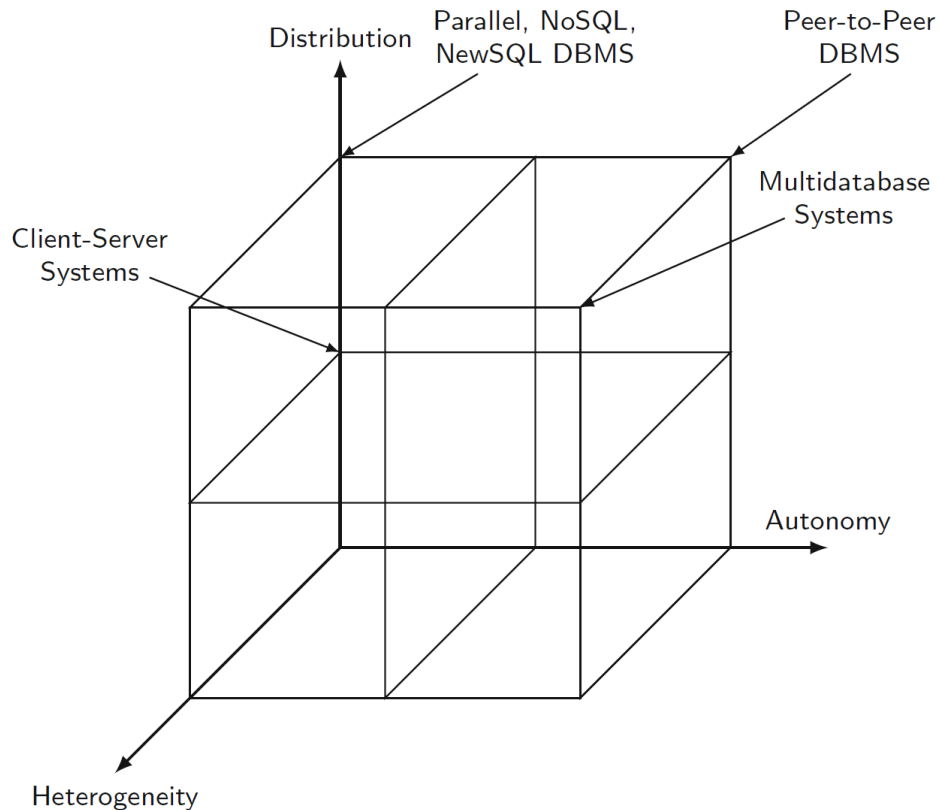 Distribution
Parallel, NoSQL,
NewSQL DBMS
Peer-to-Peer
DBMS
Multidatabase
Systems
Client-Server
Systems
Autonomy
Heterogeneity